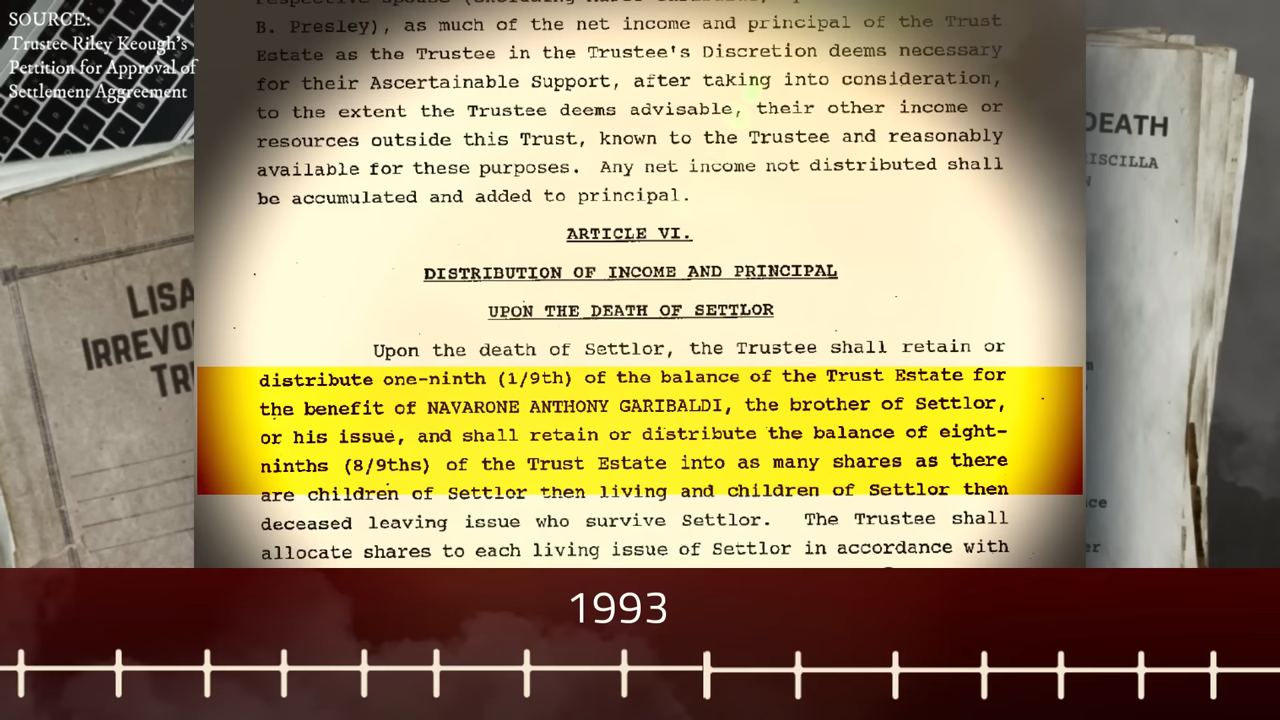 SOURCE:
Trustee Riley Keough's
Petition for Approval of
Settlement Aggreement
B. Presley), as much of the net income and principal of the Trust
Estate as the Trustee in the Trustee's Discretion deems necessary
for their Ascertainable Support, after taking into consideration,
to the extent the Trustee deems advisable, their other income or
resources outside this Trust, known to the Trustee and reasonably
available for these purposes. Any net income not distributed shall
be accumulated and added to principal.
ARTICLE VI.
DISTRIBUTION OF INCOME AND PRINCIPAL
UPON THE DEATH OF SETTLOR
Upon the death of Settlor, the Trustee shall retain or
distribute one-ninth (1/9th) of the balance of the Trust Estate for
the benefit of NAVARONE ANTHONY GARIBALDI, the brother of Settlor,
or his issue, and shall retain or distribute the balance of eight-
ninths (8/9ths) of the Trust Estate into as many shares as there
are children of Settlor then living and children of Settlor then
deceased leaving issue who survive Settlor. The Trustee shall
allocate shares to each living issue of Settlor in accordance with
LISA
IRREVO
TR
DEATH
ISCILLA
1993